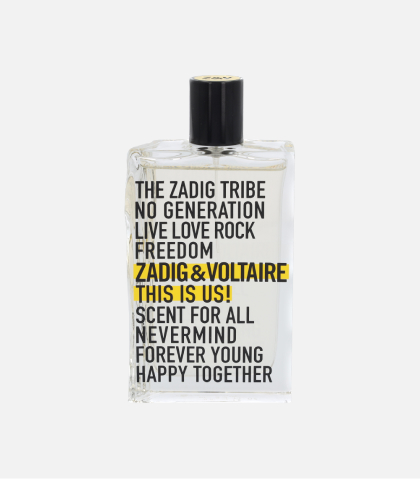 THE ZADIG TRIBE
NO GENERATION
LIVE LOVE ROCK
FREEDOM
ZADIG&VOLTAIRE
THIS IS US!
SCENT FOR ALL
NEVERMIND
FOREVER YOUNG
HAPPY TOGETHER